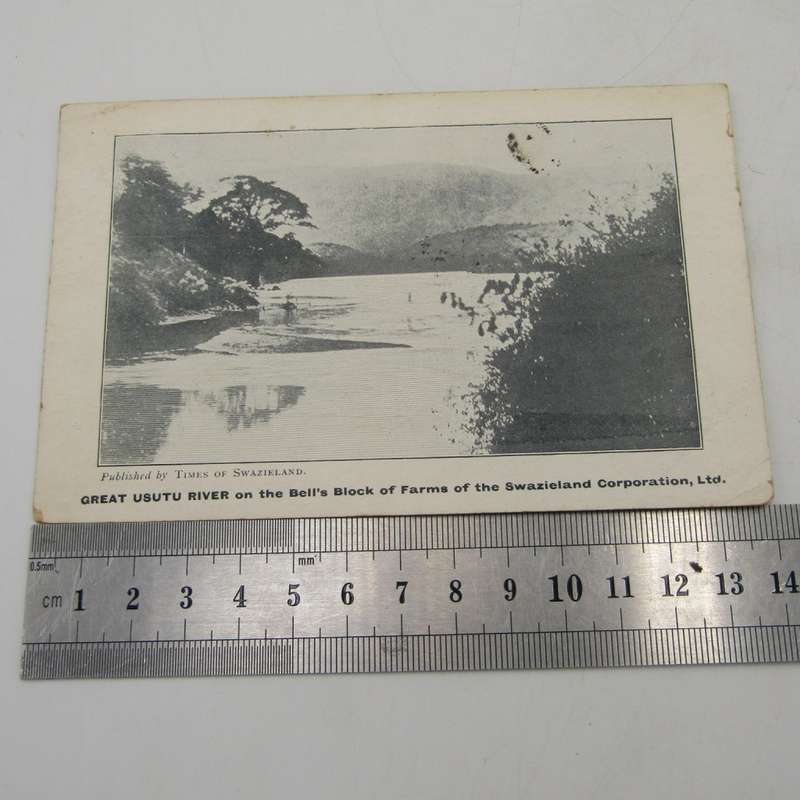 Published by TIMES OF SWAZIELAND.
GREAT USUTU RIVER on the Bell's Block of Farms of the Swazieland Corporation, Ltd.
0.5mm
mm
cm 1 2 3 4 5 6 7 8 9 10 11 12 13 14